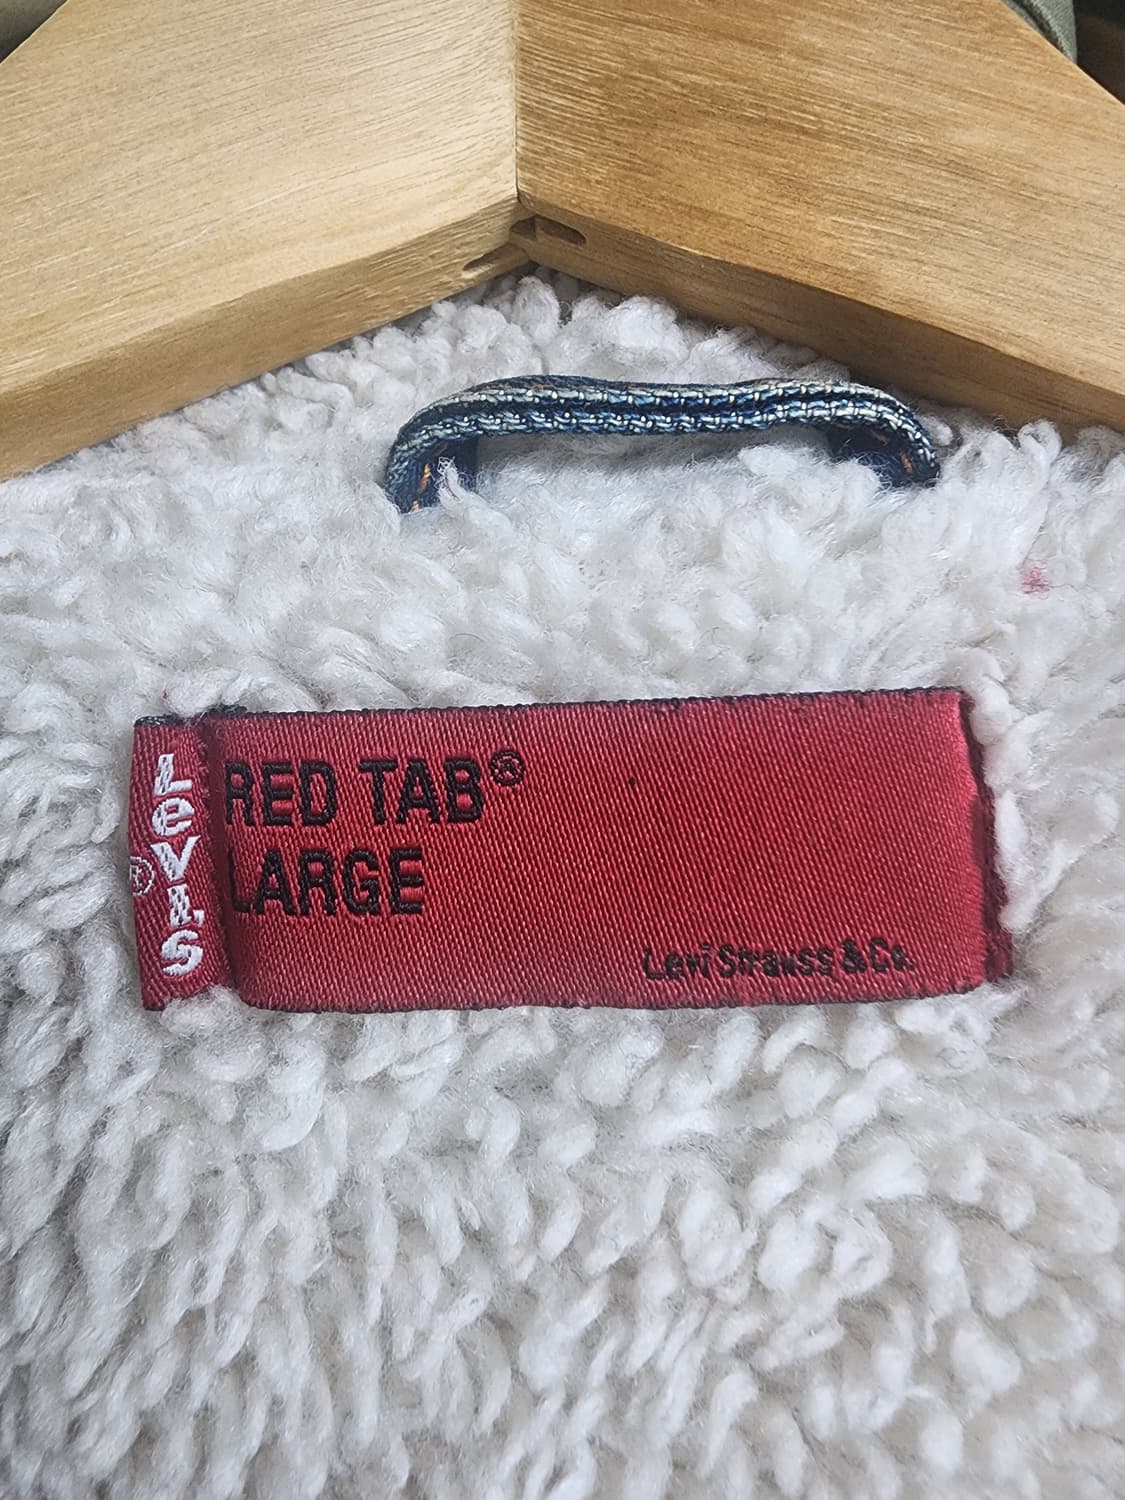 Levi's
®
RED TAB®
LARGE
Levi Strauss & Co.